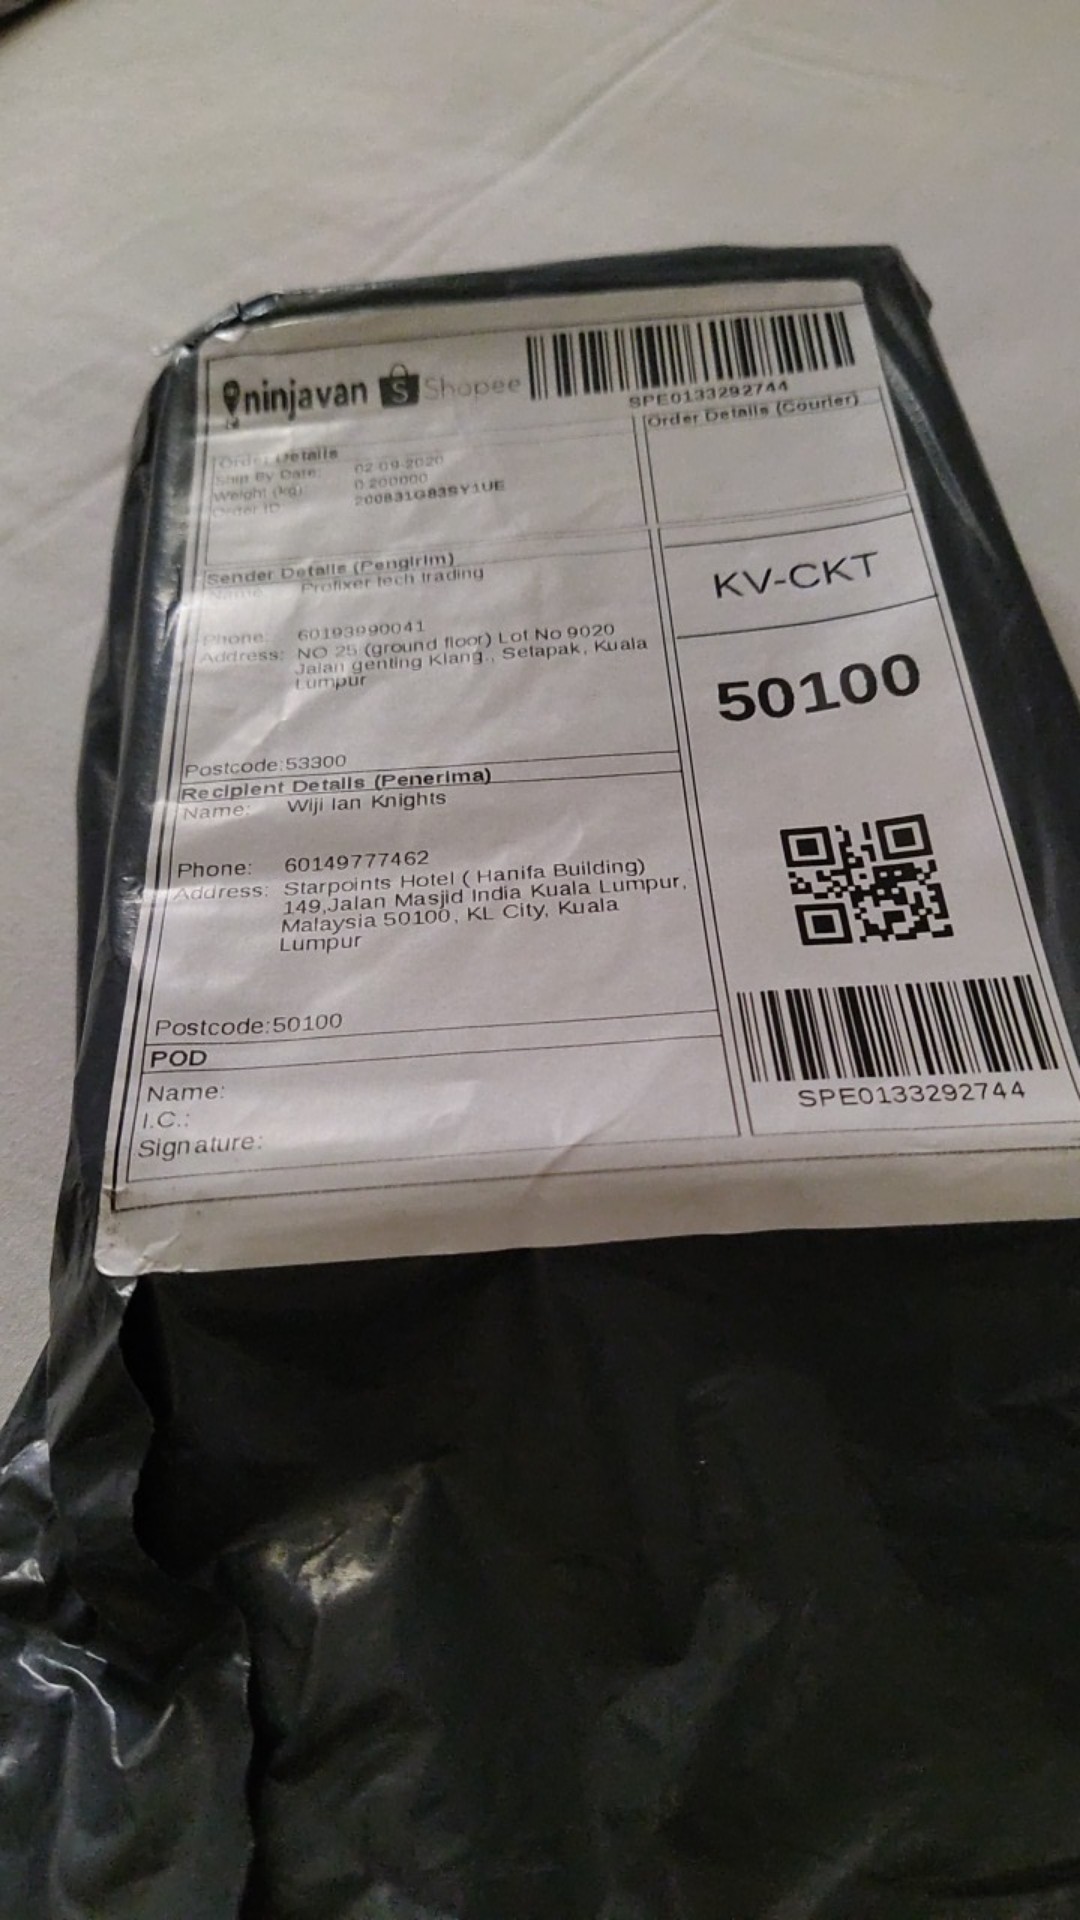 ninjavan Shopee
SPE0133292744
Order Details
Ship By Date: 02-09-2020
Weight (kg): 0.200000
Order ID: 200831G83SY1UE
Order Details (Courier)
Sender Details (Pengirim)
Name: Profixer tech trading
Phone: 60193990041
Address: NO 25 (ground floor) Lot No 9020
Jalan genting Klang., Setapak, Kuala
Lumpur
Postcode:53300
Recipient Details (Penerima)
Name: Wiji Ian Knights
Phone: 60149777462
Address: Starpoints Hotel ( Hanifa Building)
149,Jalan Masjid India Kuala Lumpur,
Malaysia 50100, KL City, Kuala
Lumpur
Postcode:50100
POD
Name:
I.C.:
Signature:
KV-CKT
50100
SPE0133292744